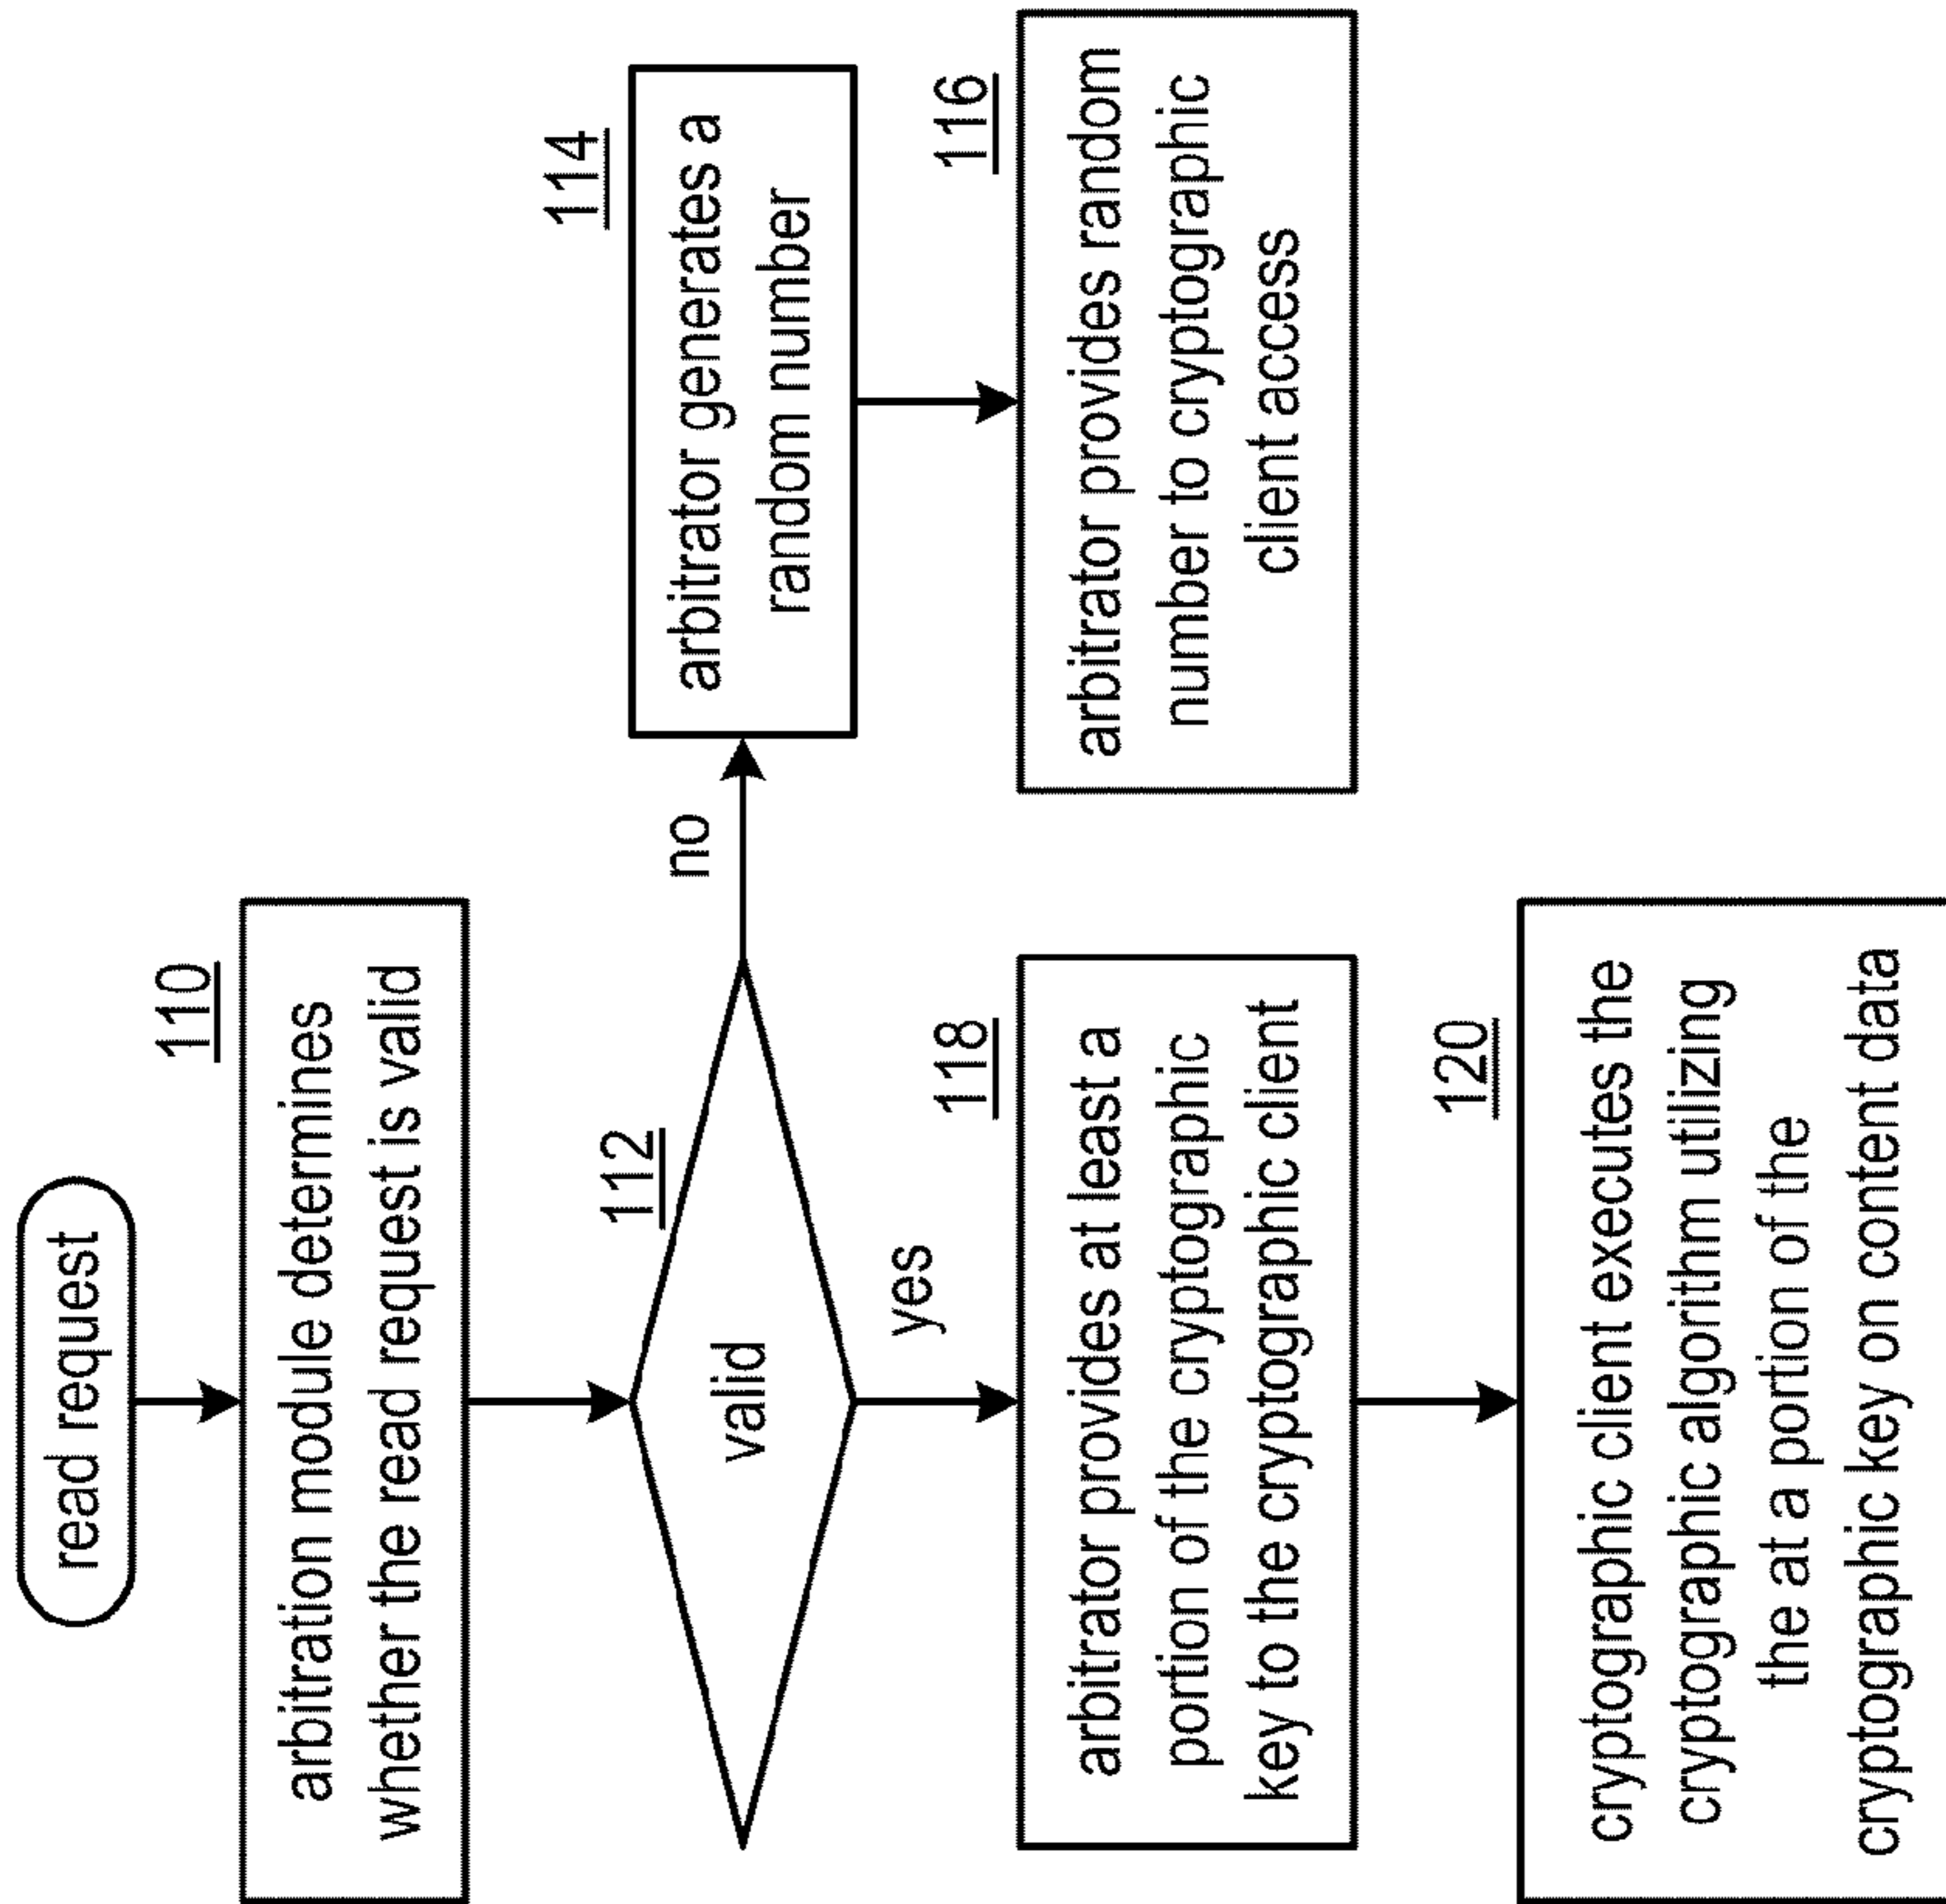 read request
110
arbitration module determines
whether the read request is valid
112
valid
no
114
arbitrator generates a
random number
116
arbitrator provides random
number to cryptographic
client access
yes
118
arbitrator provides at least a
portion of the cryptographic
key to the cryptographic client
120
cryptographic client executes the
cryptographic algorithm utilizing
the at a portion of the
cryptographic key on content data